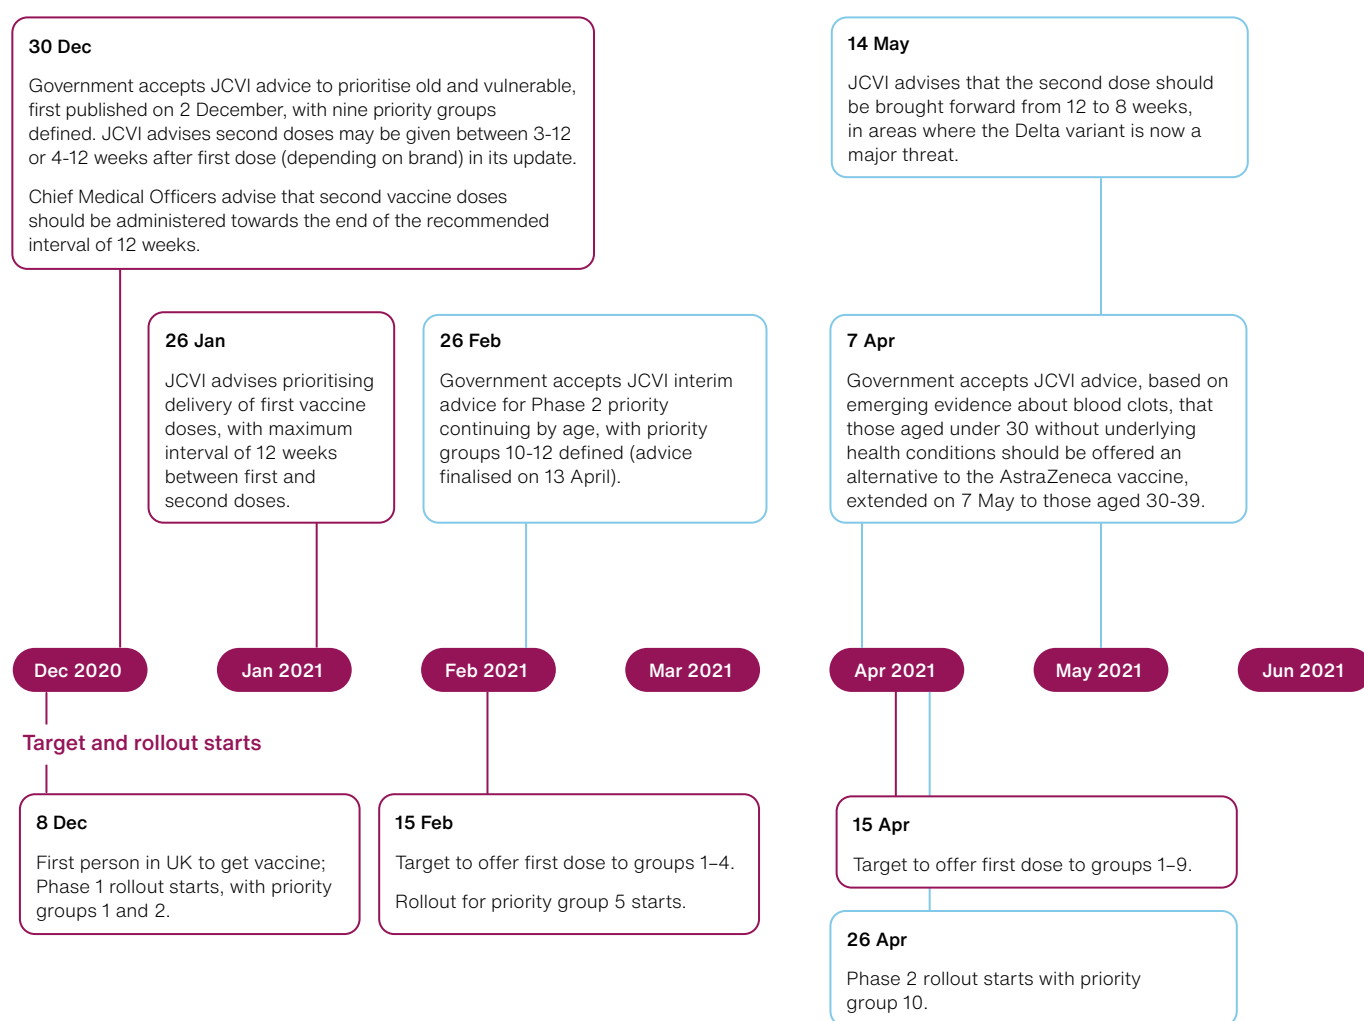 30 Dec
Government accepts JCVI advice to prioritise old and vulnerable,
first published on 2 December, with nine priority groups
defined. JCVI advises second doses may be given between 3-12
or 4-12 weeks after first dose (depending on brand) in its update.
Chief Medical Officers advise that second vaccine doses
should be administered towards the end of the recommended
interval of 12 weeks.
14 May
JCVI advises that the second dose should
be brought forward from 12 to 8 weeks,
in areas where the Delta variant is now a
major threat.
26 Jan
JCVI advises prioritising
delivery of first vaccine
doses, with maximum
interval of 12 weeks
between first and
second doses.
26 Feb
Government accepts JCVI interim
advice for Phase 2 priority
continuing by age, with priority
groups 10-12 defined (advice
finalised on 13 April).
7 Apr
Government accepts JCVI advice, based on
emerging evidence about blood clots, that
those aged under 30 without underlying
health conditions should be offered an
alternative to the AstraZeneca vaccine,
extended on 7 May to those aged 30-39.
Dec 2020
Jan 2021
Feb 2021
Mar 2021
Apr 2021
May 2021
Jun 2021
Target and rollout starts
8 Dec
First person in UK to get vaccine;
Phase 1 rollout starts, with priority
groups 1 and 2.
15 Feb
Target to offer first dose to groups 1–4.
Rollout for priority group 5 starts.
15 Apr
Target to offer first dose to groups 1–9.
26 Apr
Phase 2 rollout starts with priority
group 10.